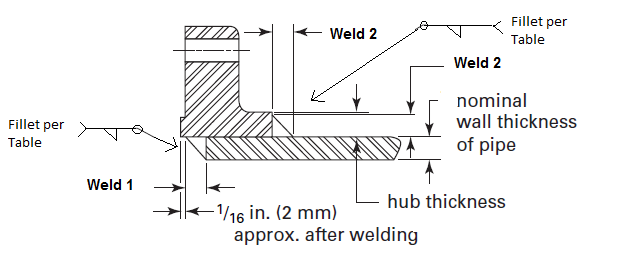 Weld 2
Fillet per
Table
Weld 2
nominal
wall thickness
of pipe
Fillet per
Table
Weld 1
hub thickness
1/16 in. (2 mm)
approx. after welding